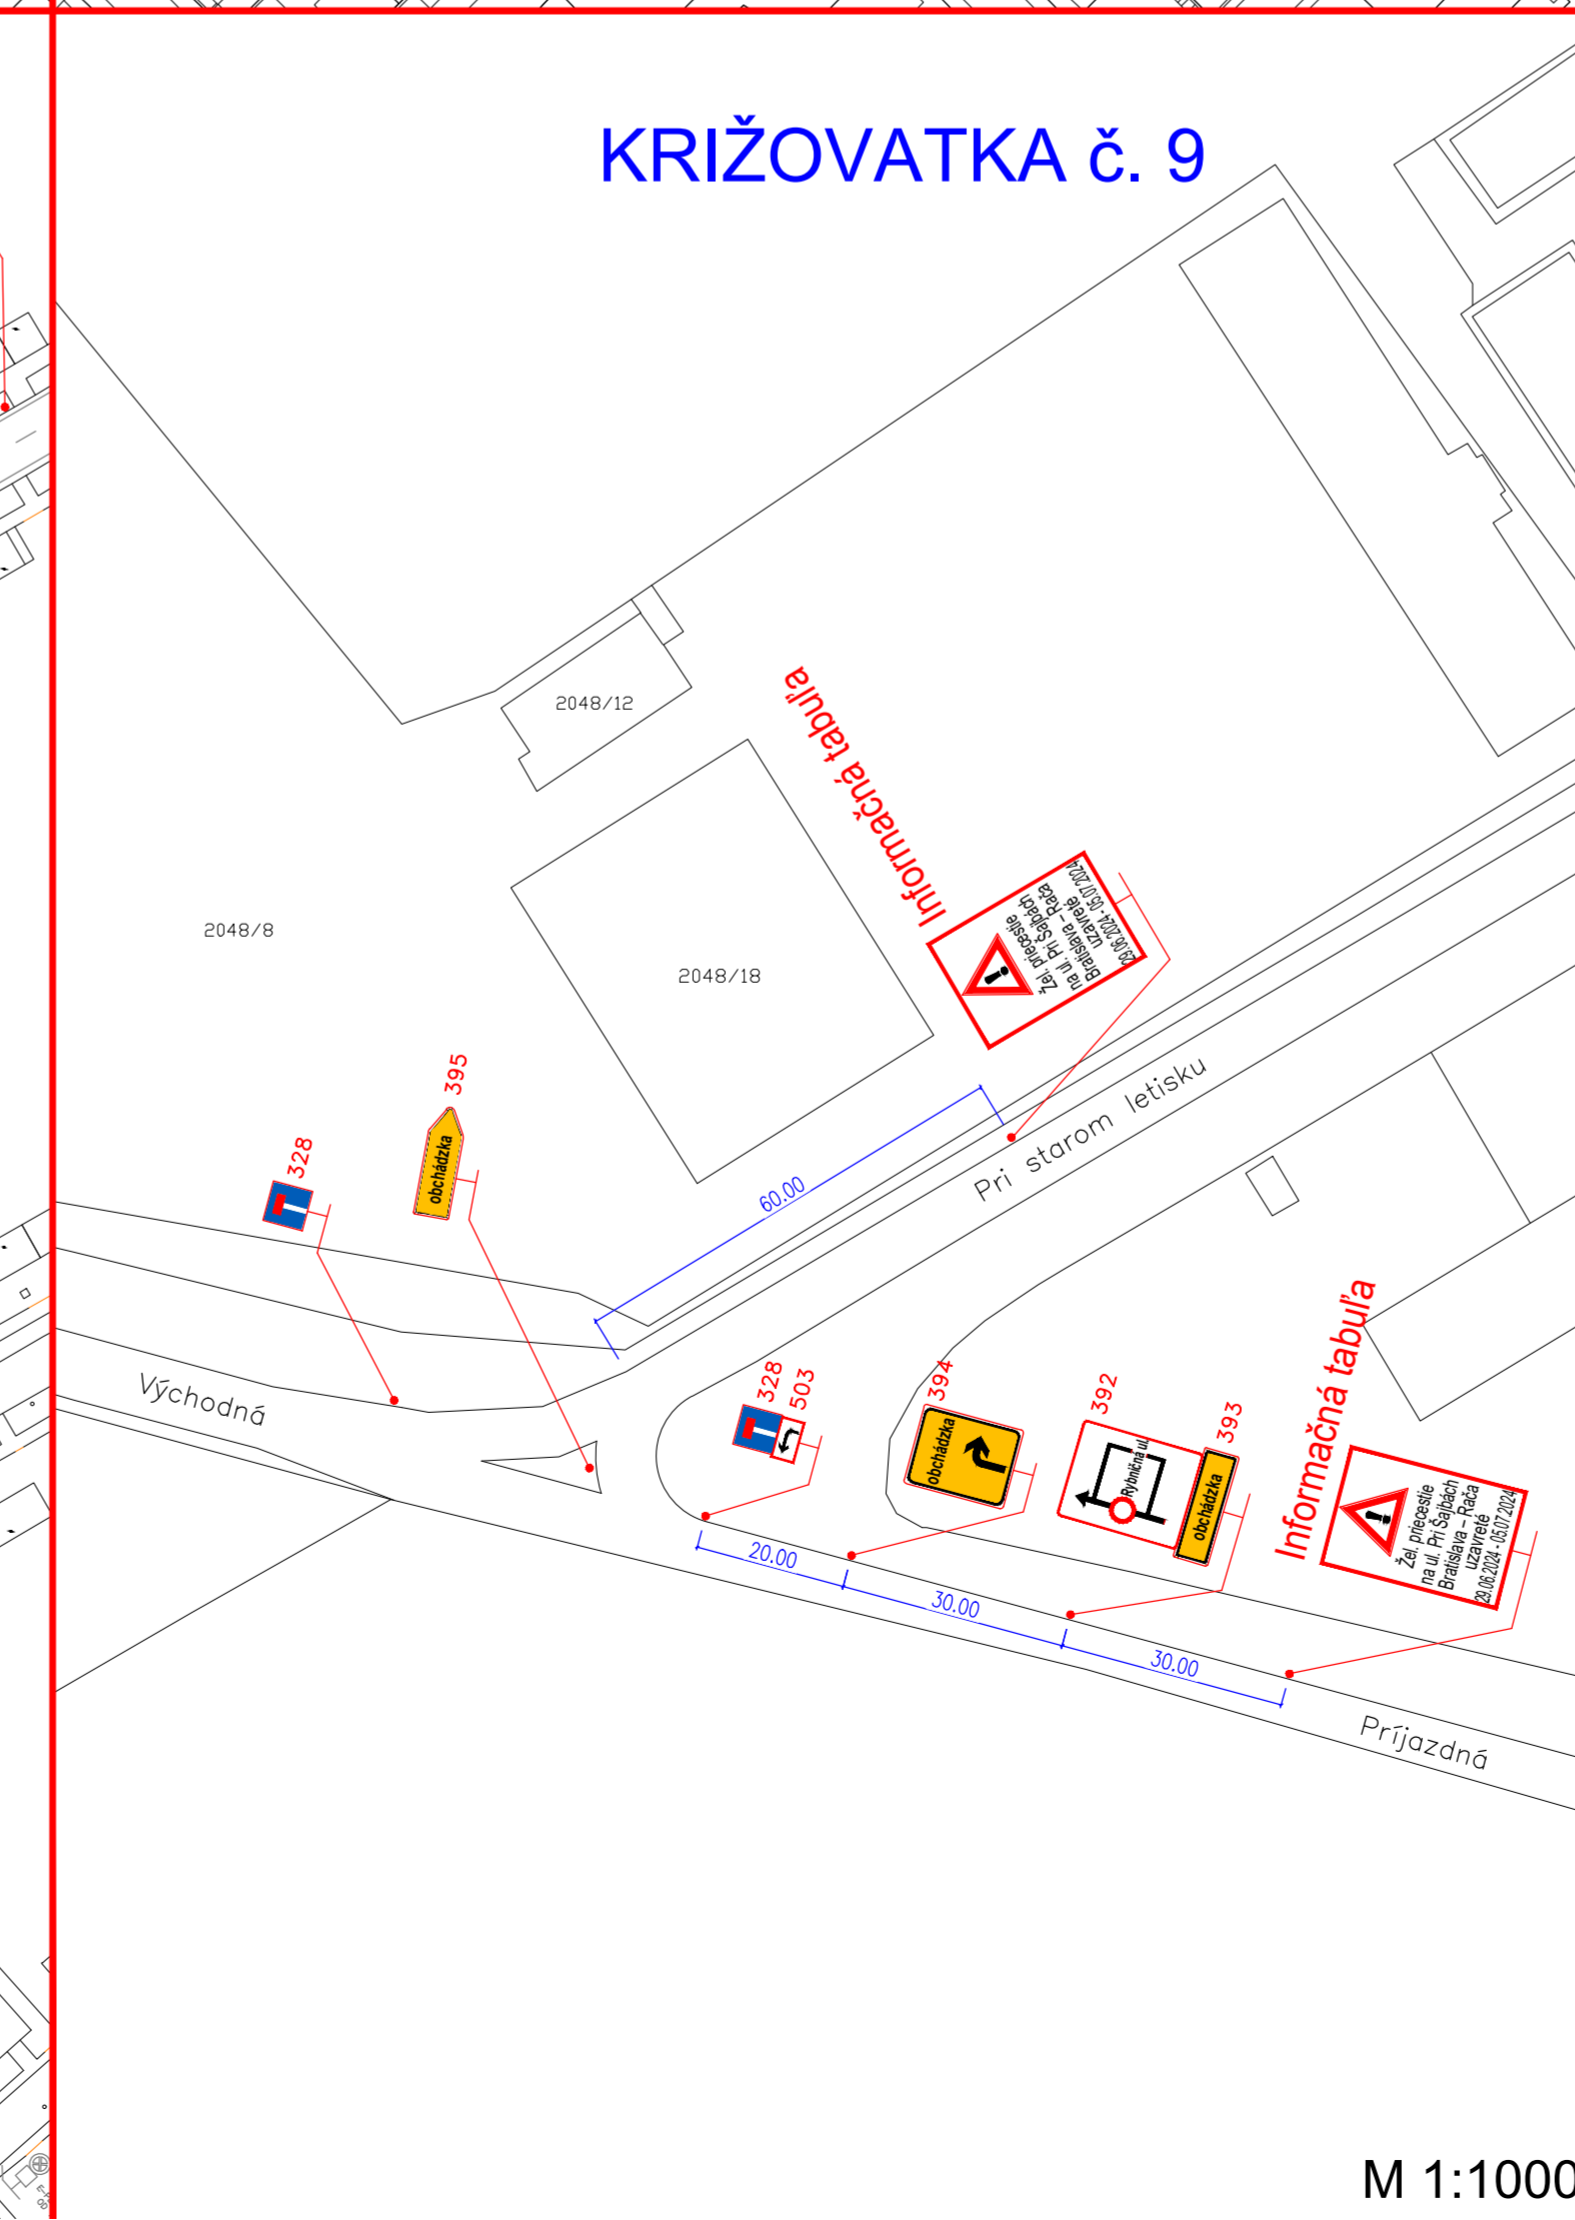 KRIŽOVATKA č. 9
2048/12
Informačná tabuľa
Žel. priecestie
na ul. Pri Šajbách
Bratislava – Rača
uzavreté
29.06.2024 - 05.07.2024
2048/8
2048/18
395
obchádzka
328
60.00
Pri starom letisku
Východná
328
503
394
obchádzka
392
Rybničná ul.
393
obchádzka
Informačná tabuľa
Žel. priecestie
na ul. Pri Šajbách
Bratislava – Rača
uzavreté
29.06.2024 - 05.07.2024
20.00
30.00
30.00
Príjazdná
M 1:1000